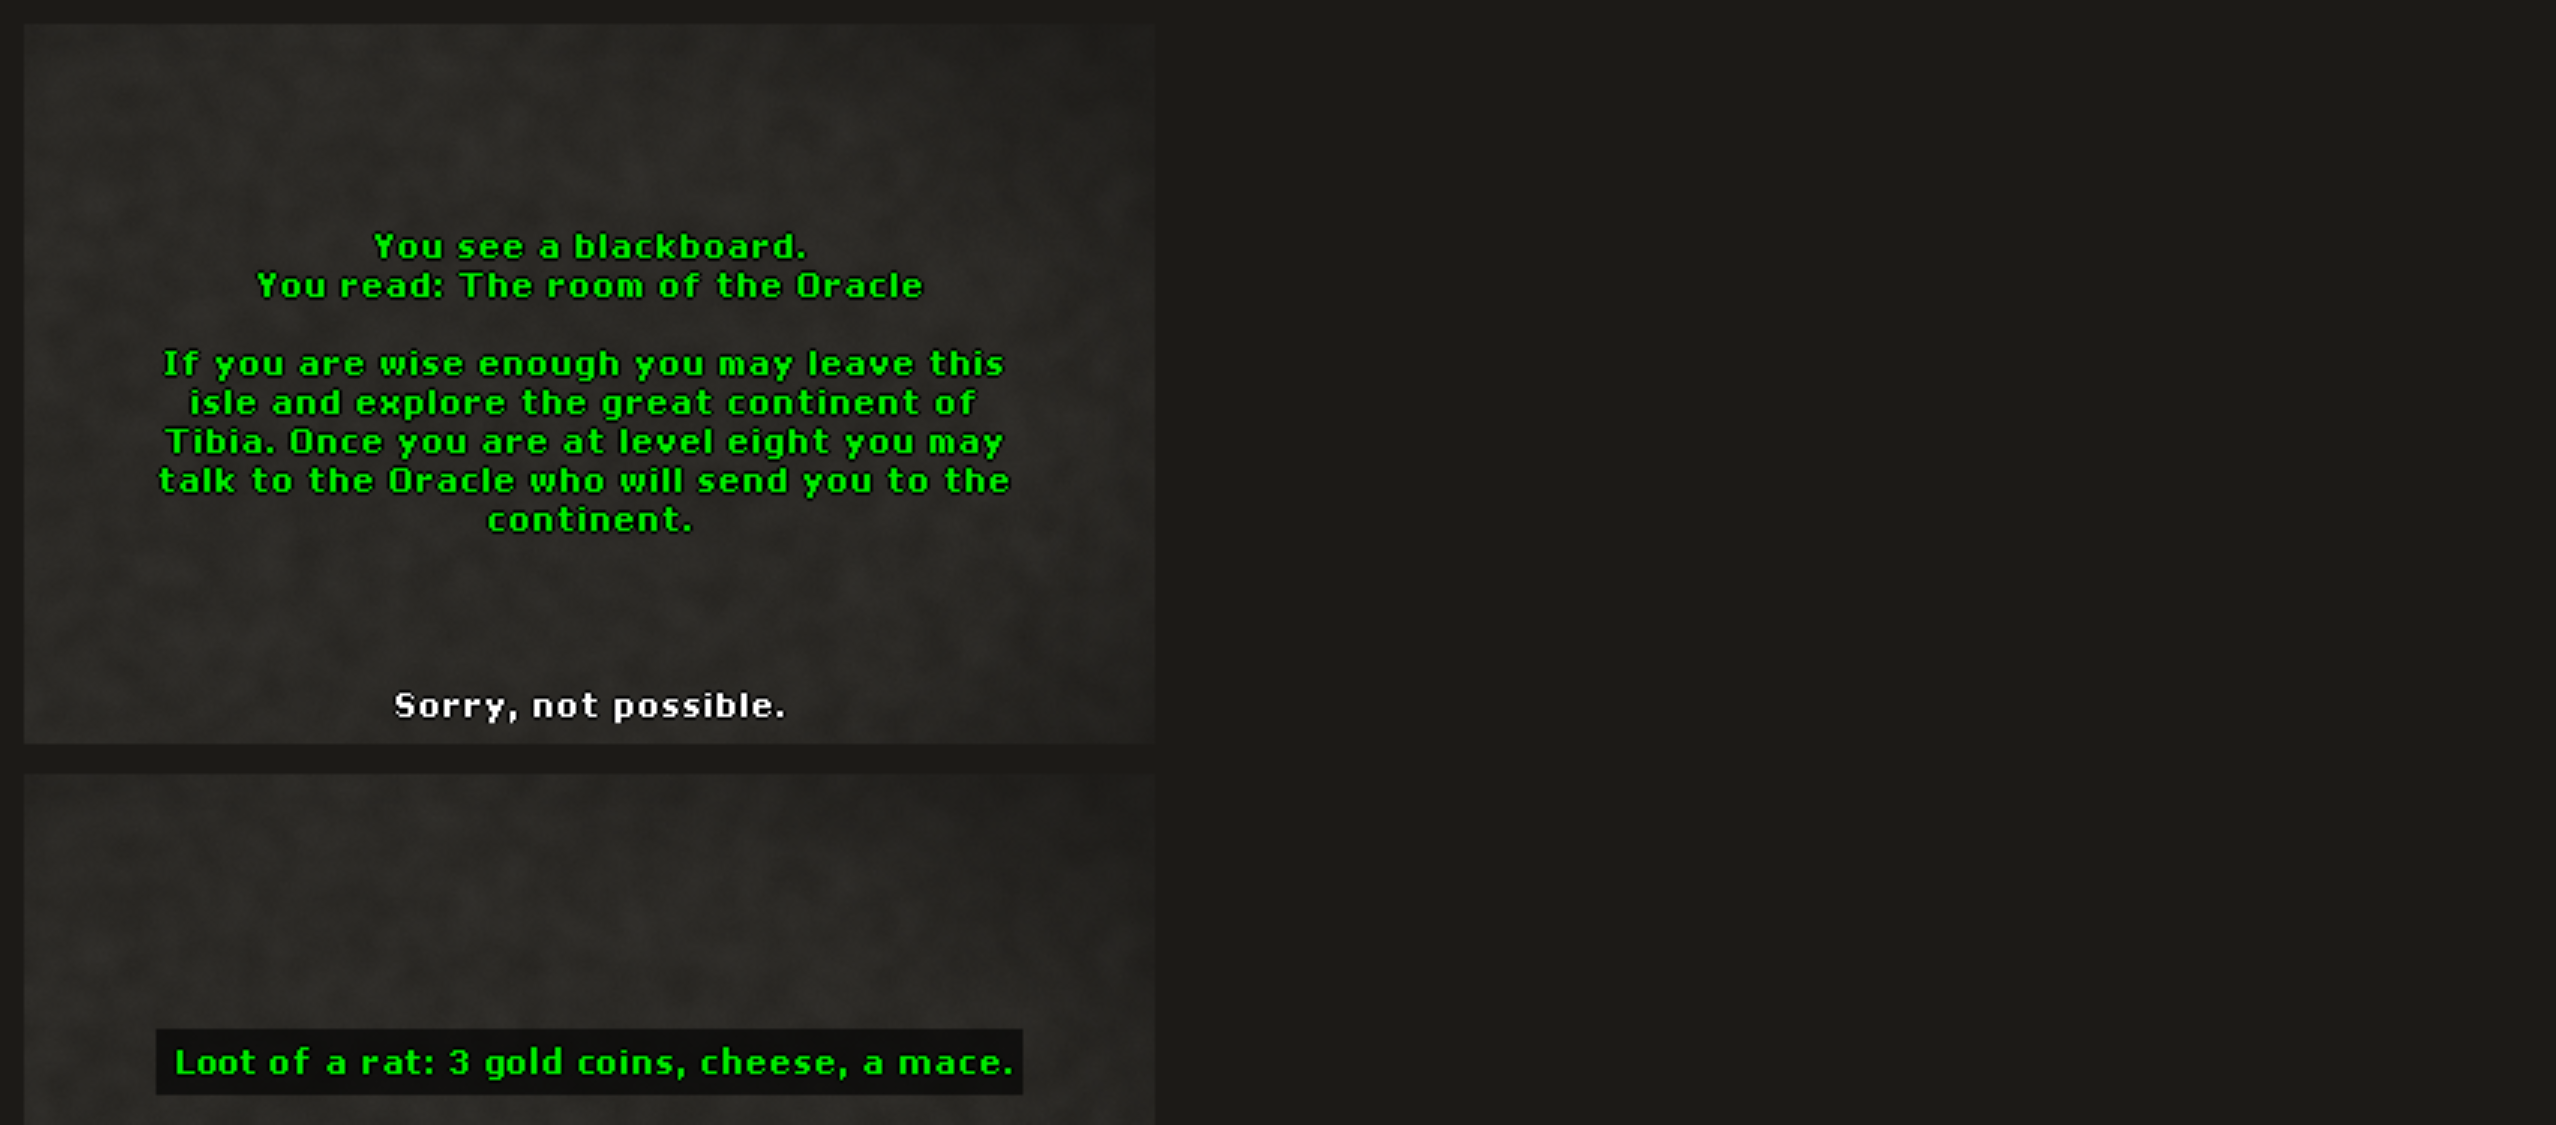 You see a blackboard.
You read: The room of the Oracle
If you are wise enough you may leave this
isle and explore the great continent of
Tibia. Once you are at level eight you may
talk to the Oracle who will send you to the
continent.
Sorry, not possible.
Loot of a rat: 3 gold coins, cheese, a mace.